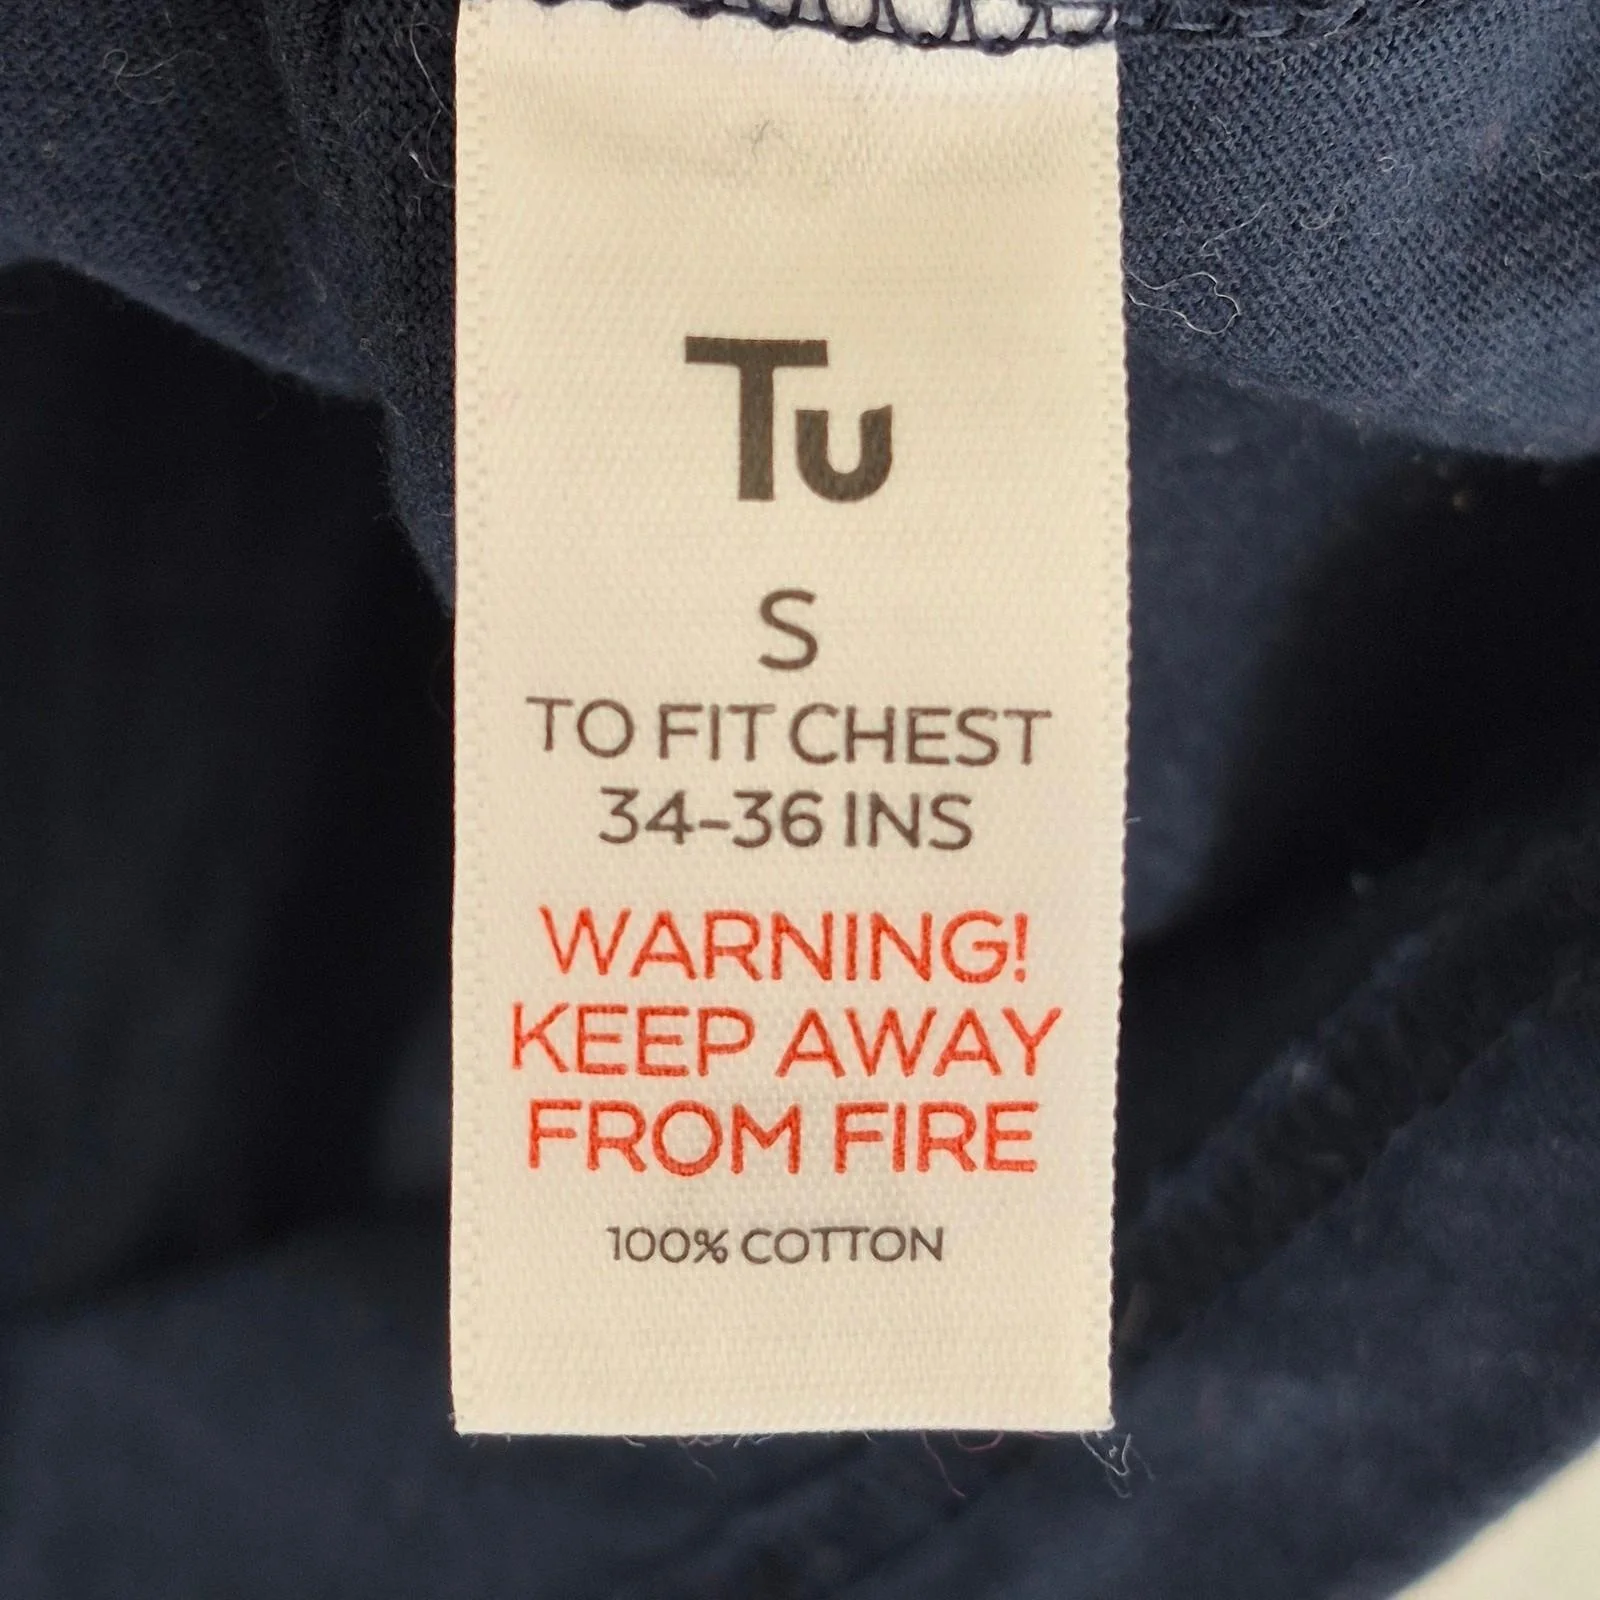 Tu
S
TO FIT CHEST
34-36 INS
WARNING!
KEEP AWAY
FROM FIRE
100% COTTON